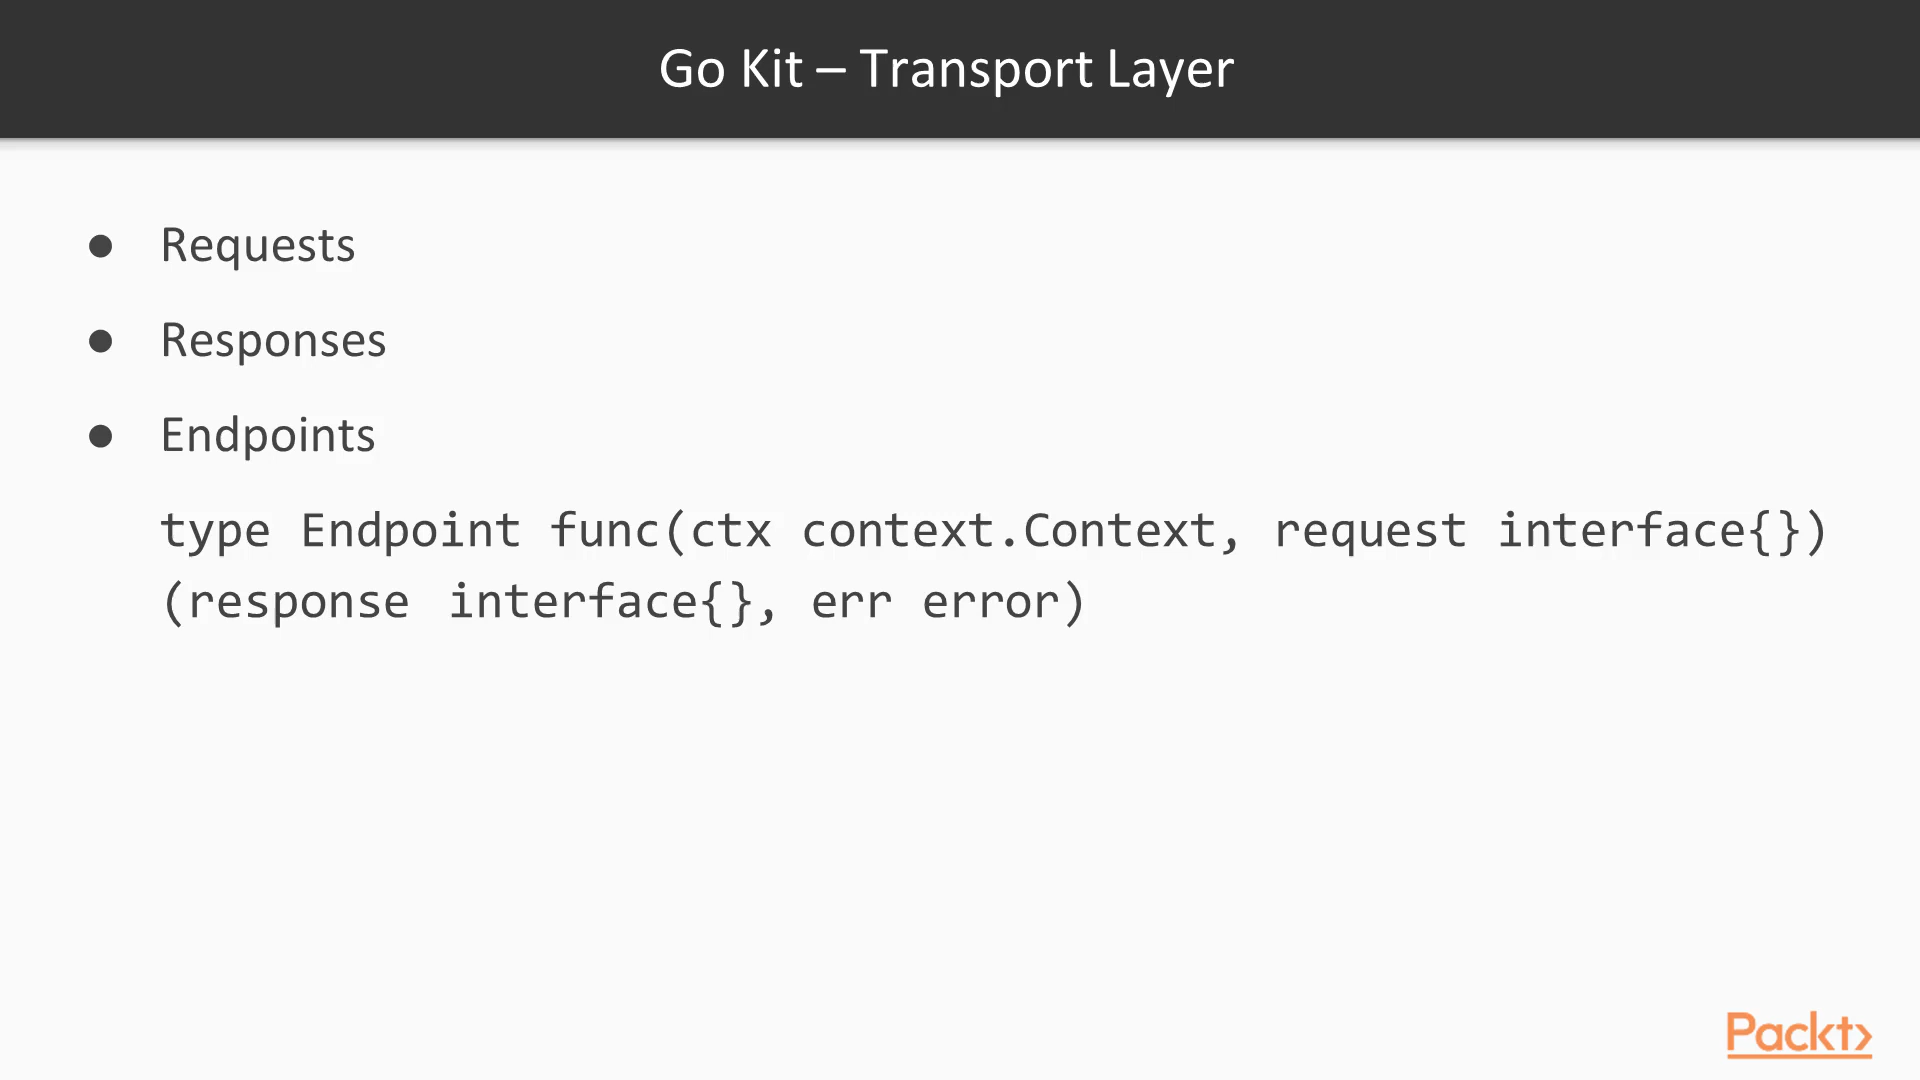 Go Kit – Transport Layer
● Requests
● Responses
● Endpoints
type Endpoint func(ctx context.Context, request interface{})
(response interface{}, err error)
Packt>